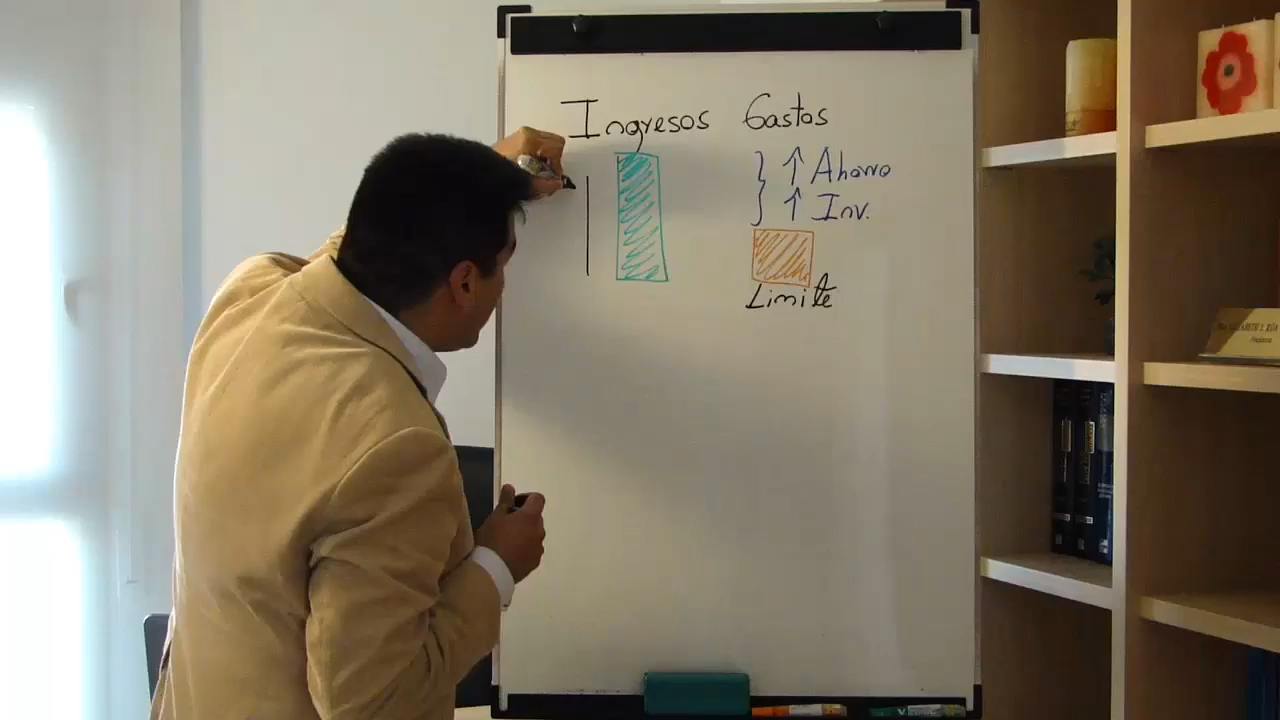 Ingresos Gastos
↑ Ahorro
↑ Inv.
Limite